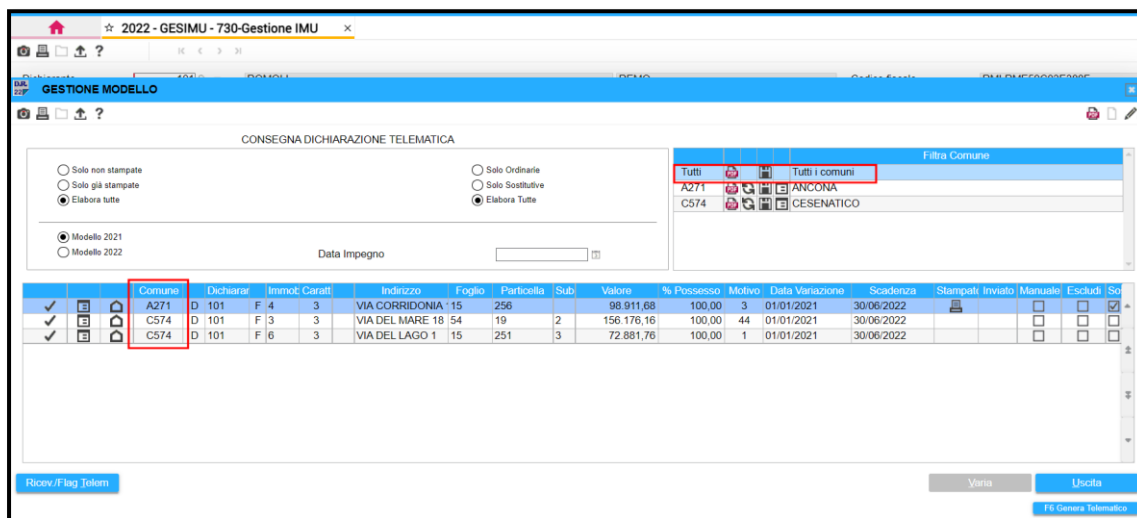 2022 - GESIMU - 730-Gestione IMU
GESTIONE MODELLO
CONSEGNA DICHIARAZIONE TELEMATICA
Filtra Comune
Solo non stampate Solo Ordinarie Tutti Tutti i comuni
Solo già stampate Solo Sostitutive A271 ANCONA
Elabora tutte Elabora Tutte C574 CESENATICO
Modello 2021
Modello 2022 Data Impegno
Comune Dichiarar Immob Caratt Indirizzo Foglio Particella Sub Valore % Possesso Motivo Data Variazione Scadenza Stampato Inviato Manuale Escludi So
A271 D 101 F 4 3 VIA CORRIDONIA 15 256 98.911,68 100,00 3 01/01/2021 30/06/2022
C574 D 101 F 3 3 VIA DEL MARE 18 54 19 2 156.176,16 100,00 44 01/01/2021 30/06/2022
C574 D 101 F 6 3 VIA DEL LAGO 1 15 251 3 72.881,76 100,00 1 01/01/2021 30/06/2022
Ricev./Flag Telem Varia Uscita
F6 Genera Telematico